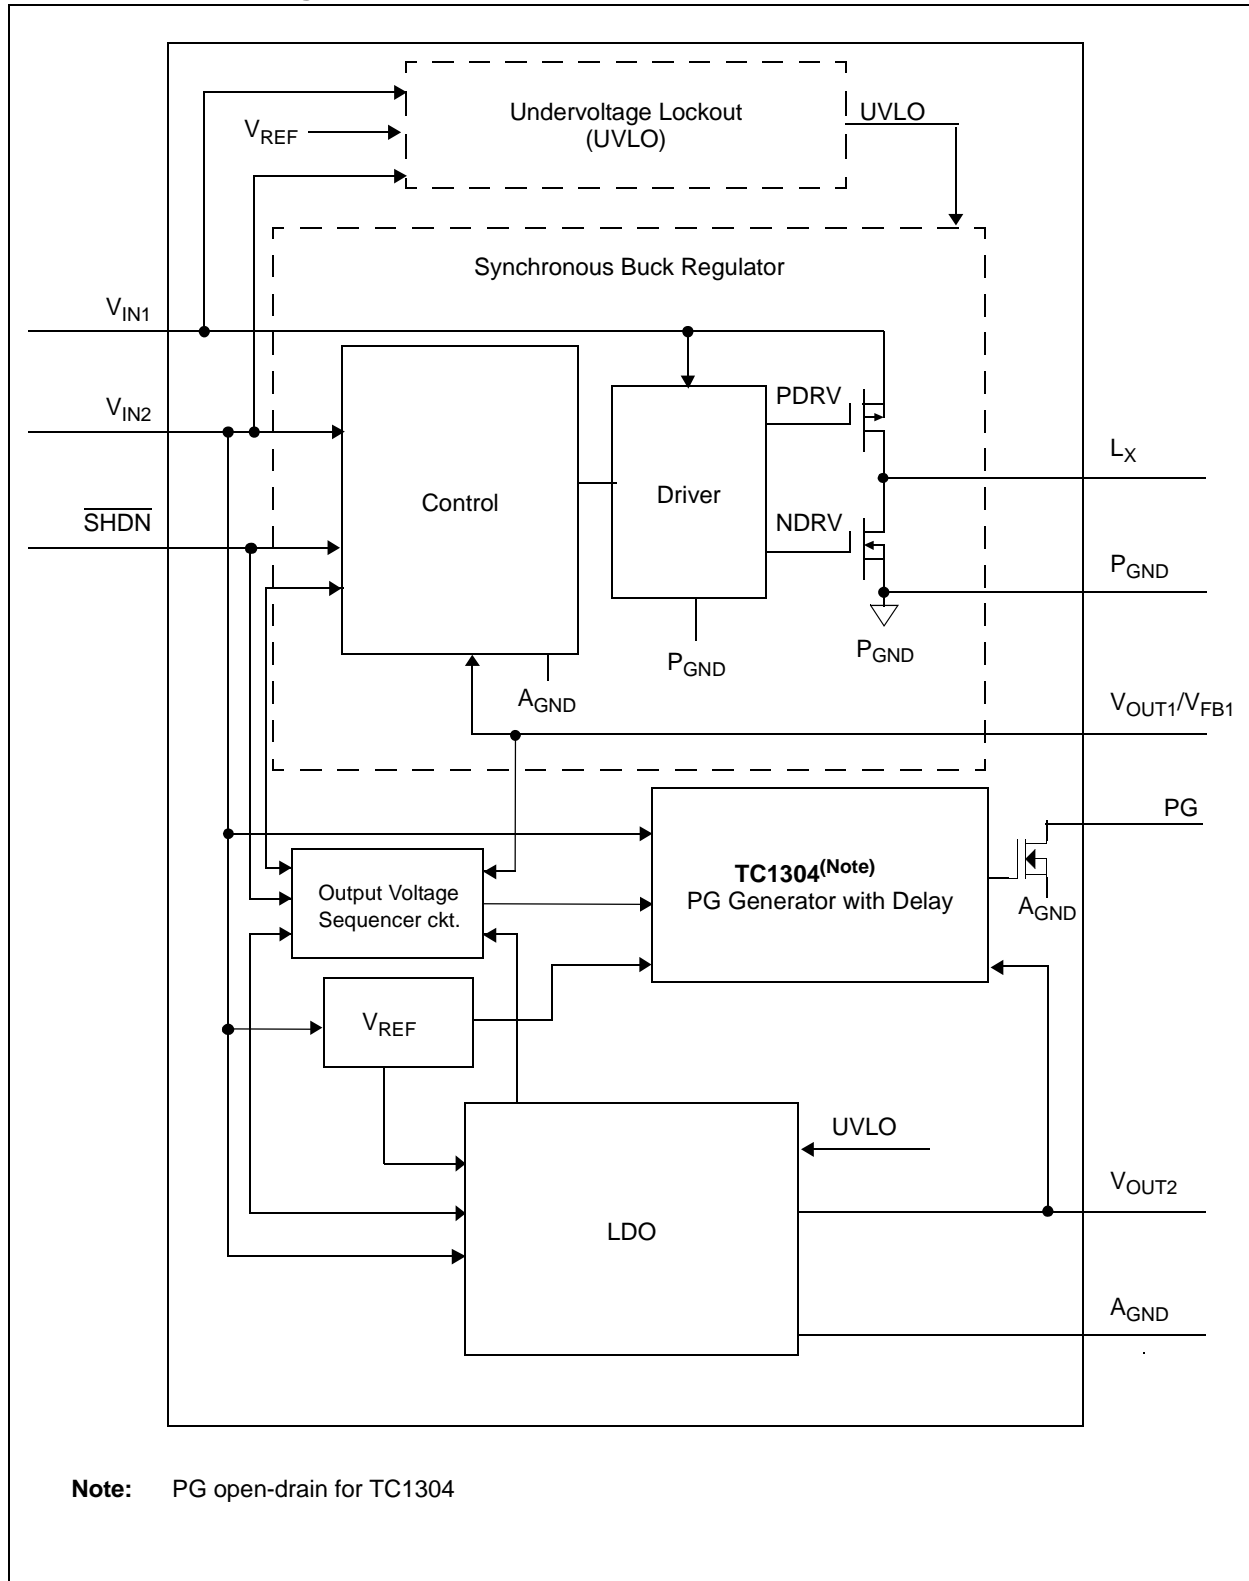 Undervoltage Lockout
(UVLO)
UVLO
VREF
Synchronous Buck Regulator
VIN1
VIN2
PDRV
LX
Control
Driver
SHDN
NDRV
PGND
PGND
PGND
AGND
VOUT1/VFB1
PG
TC1304(Note)
PG Generator with Delay
AGND
Output Voltage
Sequencer ckt.
VREF
UVLO
VOUT2
LDO
AGND
Note: PG open-drain for TC1304